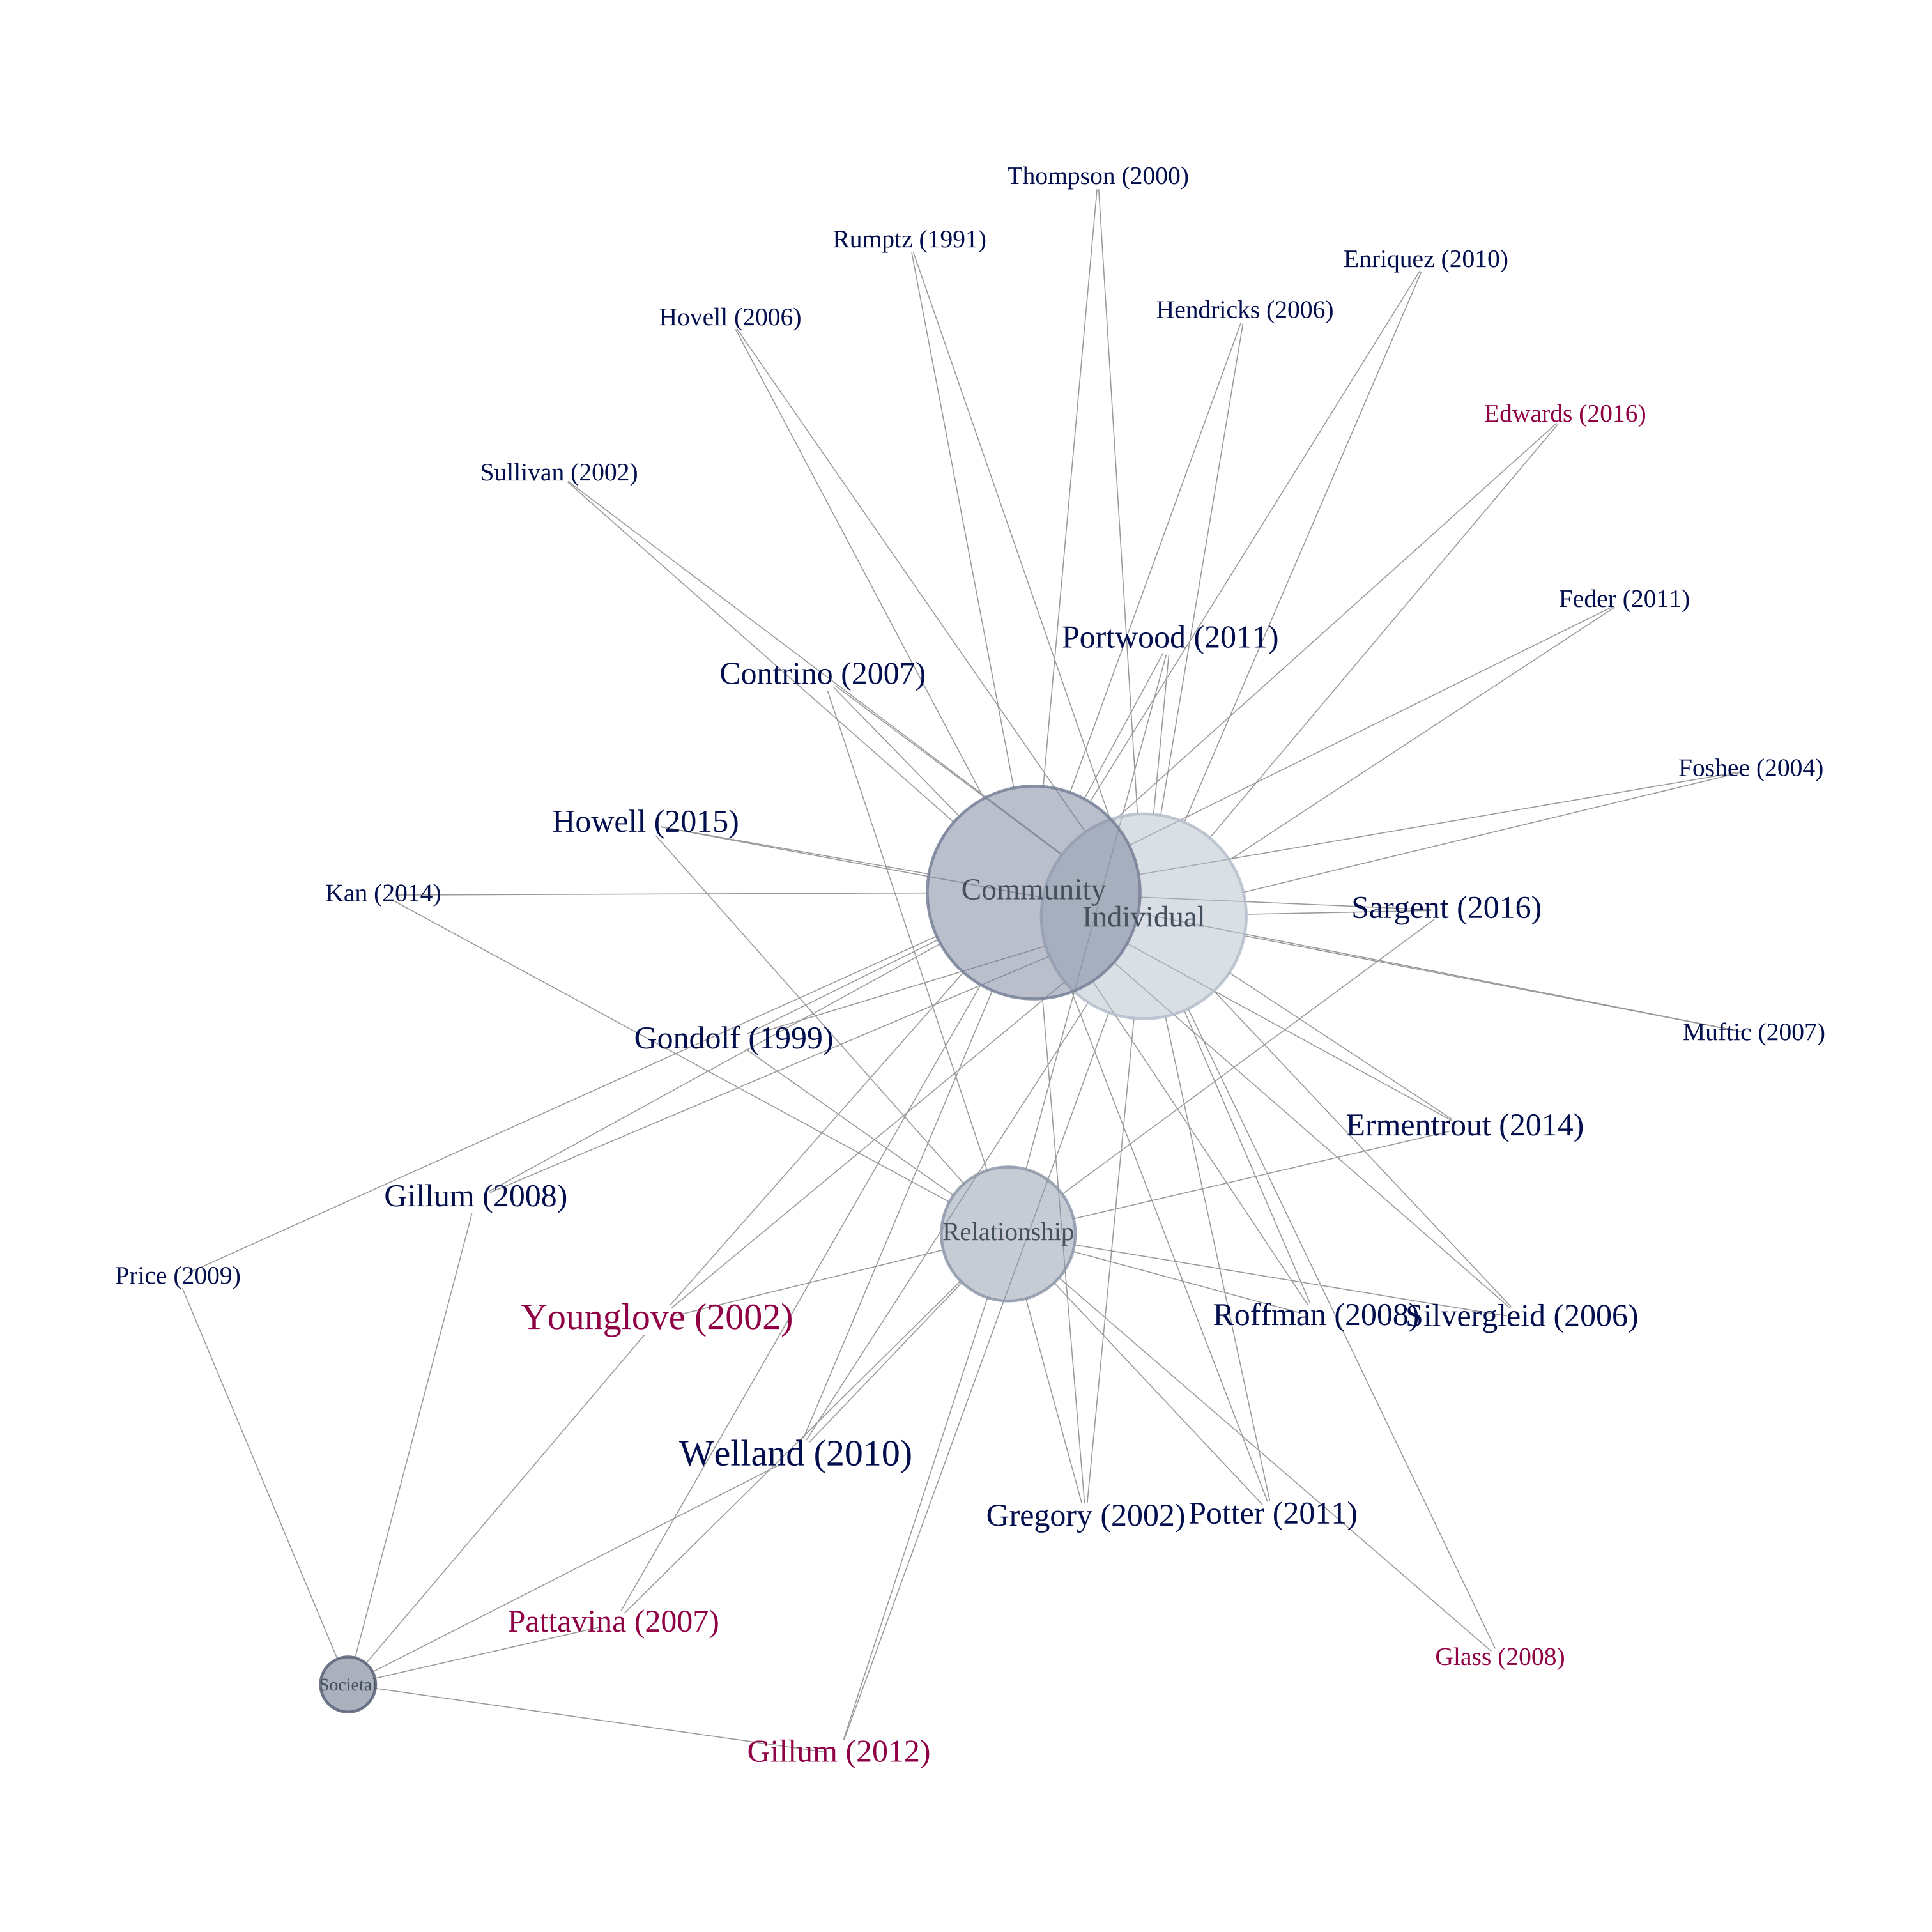 Thompson (2000)
Rumptz (1991)
Enriquez (2010)
Hendricks (2006)
Hovell (2006)
Edwards (2016)
Sullivan (2002)
Feder (2011)
Portwood (2011)
Contrino (2007)
Foshee (2004)
Howell (2015)
Kan (2014)
Community
Sargent (2016)
Individual
Muftic (2007)
Gondolf (1999)
Ermentrout (2014)
Gillum (2008)
Relationship
Price (2009)
Younglove (2002)
Roffman (2008)
Silvergleid (2006)
Welland (2010)
Gregory (2002)
Potter (2011)
Pattavina (2007)
Glass (2008)
Societal
Gillum (2012)